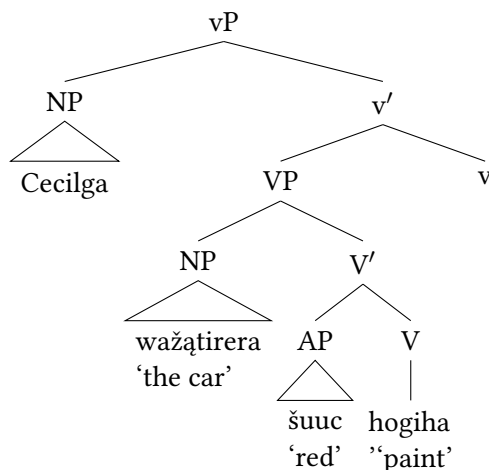 vP
NP v′
Cecilga VP v
NP V′
wažątirera AP V
‘the car’
šuuc hogiha
‘red’ ’‘paint’